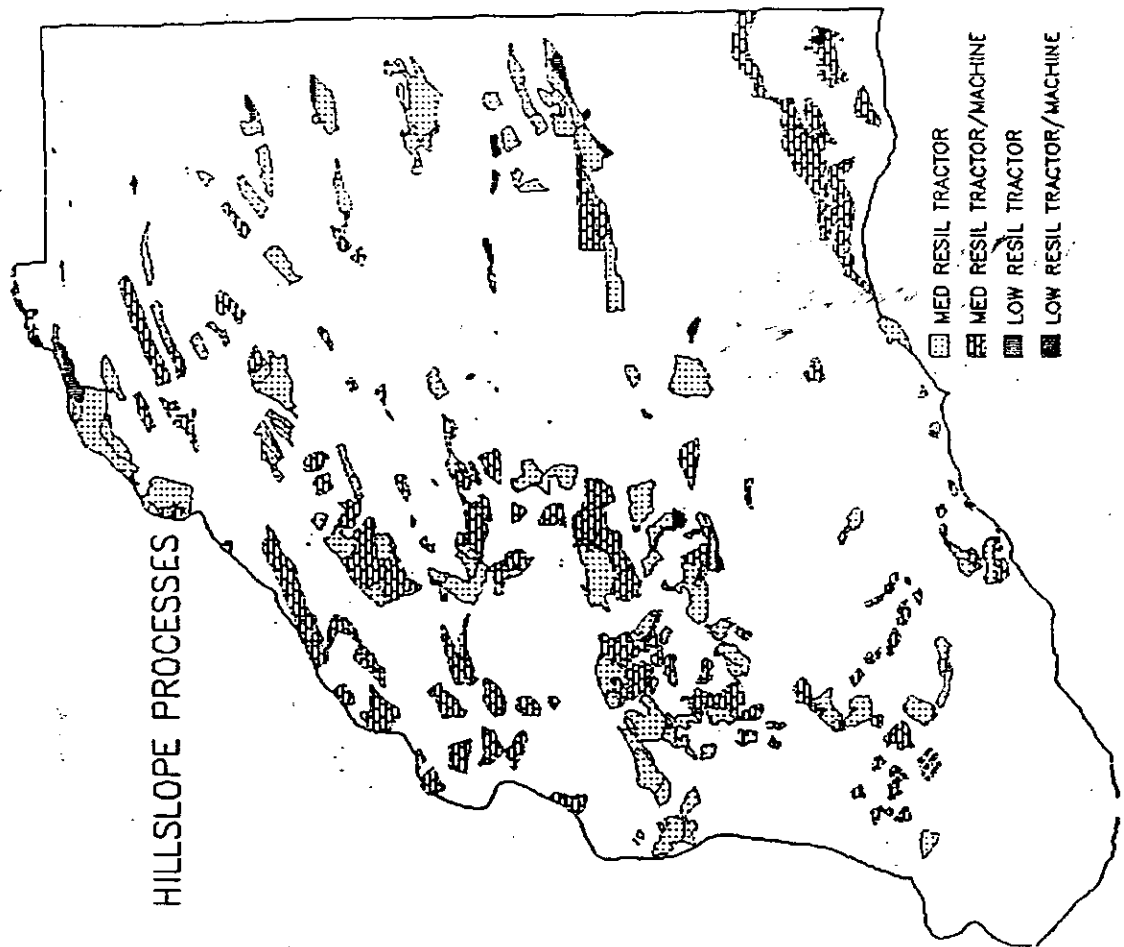 HILLSLOPE PROCESSES
MED RESIL TRACTOR
MED RESIL TRACTOR/MACHINE
LOW RESIL TRACTOR
LOW RESIL TRACTOR/MACHINE